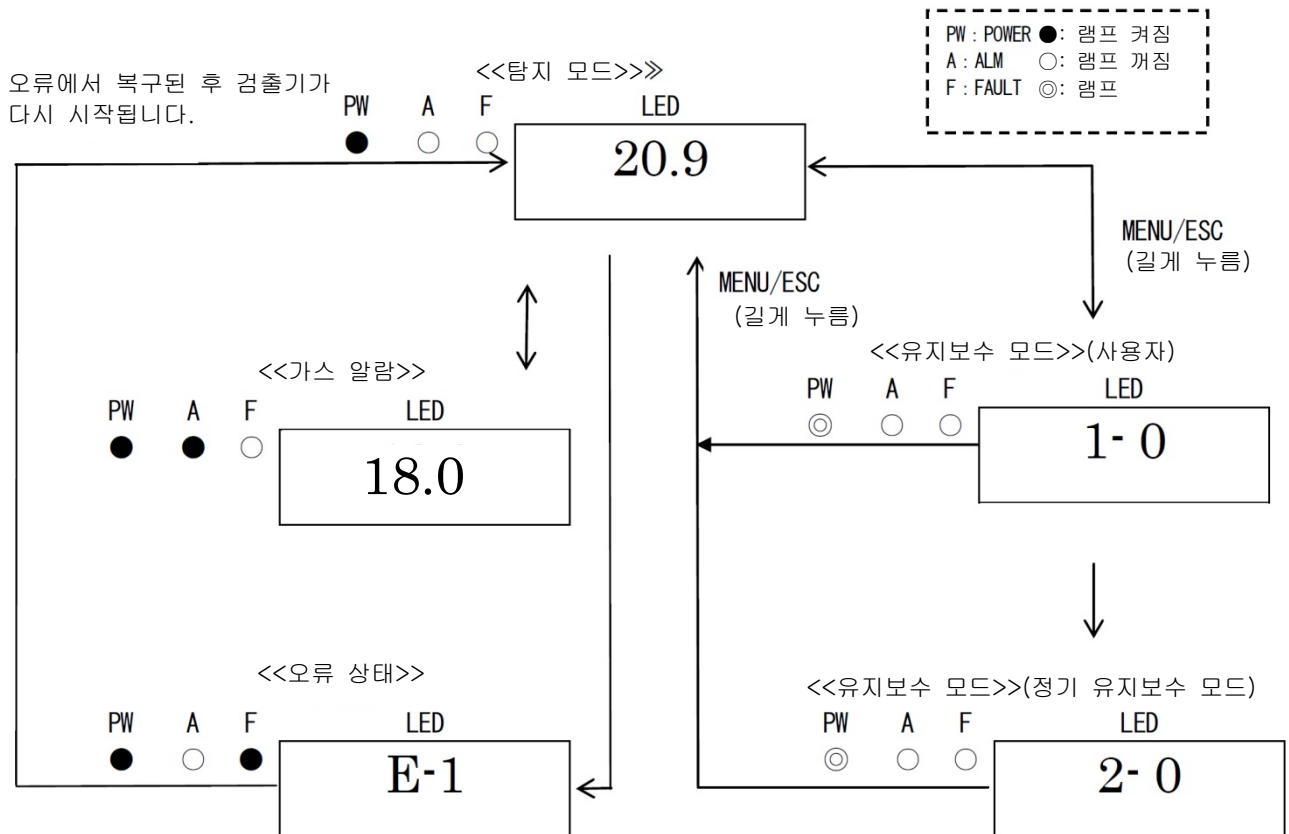 PW : POWER ●: 램프 켜짐
A : ALM ○: 램프 꺼짐
F : FAULT ◎: 램프
오류에서 복구된 후 검출기가
다시 시작됩니다.
<<탐지 모드>>≫
PW A F LED
● ○ ○
20.9
MENU/ESC
(길게 누름)
MENU/ESC
(길게 누름)
<<가스 알람>>
PW A F LED
● ● ○
18.0
<<유지보수 모드>>(사용자)
PW A F LED
◎ ○ ○
1- 0
<<오류 상태>>
PW A F LED
● ○ ●
E-1
<<유지보수 모드>>(정기 유지보수 모드)
PW A F LED
◎ ○ ○
2- 0